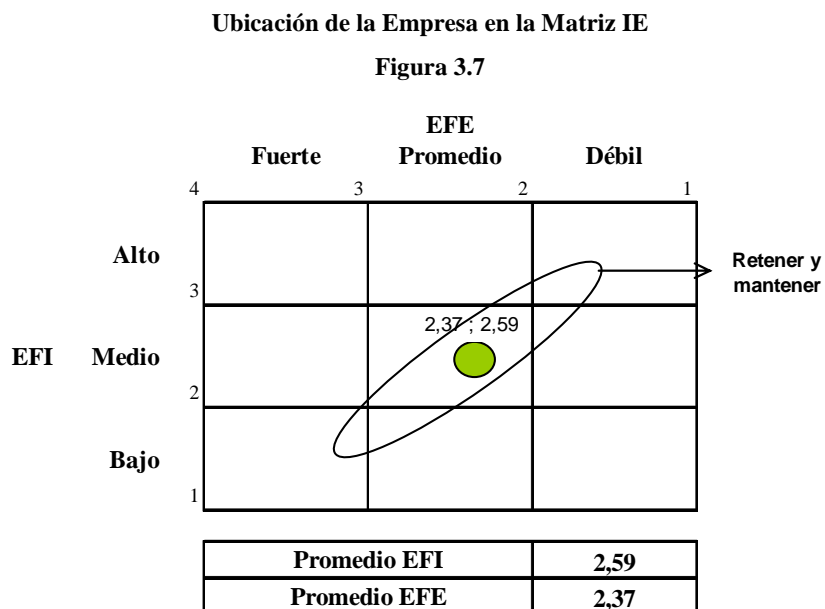 Ubicación de la Empresa en la Matriz IE
Figura 3.7
EFE
Fuerte Promedio Débil
4 3 2 1
Alto
Retener y
mantener
3
2,37 ; 2,59
EFI Medio
2
Bajo
1
Promedio EFI 2,59
Promedio EFE 2,37